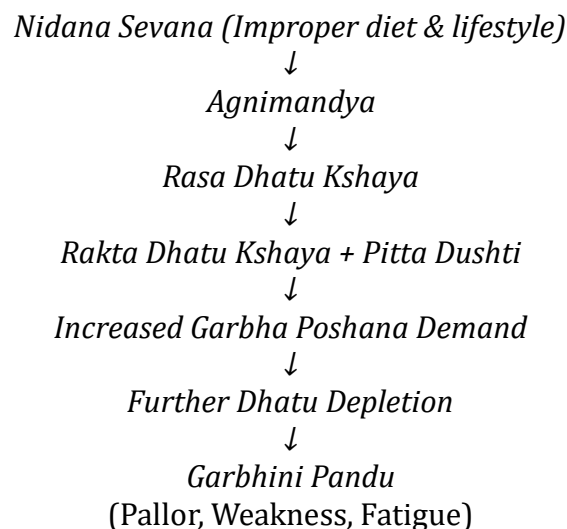 Nidana Sevana (Improper diet & lifestyle)
↓
Agnimandya
↓
Rasa Dhatu Kshaya
↓
Rakta Dhatu Kshaya + Pitta Dushti
↓
Increased Garbha Poshana Demand
↓
Further Dhatu Depletion
↓
Garbhini Pandu
(Pallor, Weakness, Fatigue)